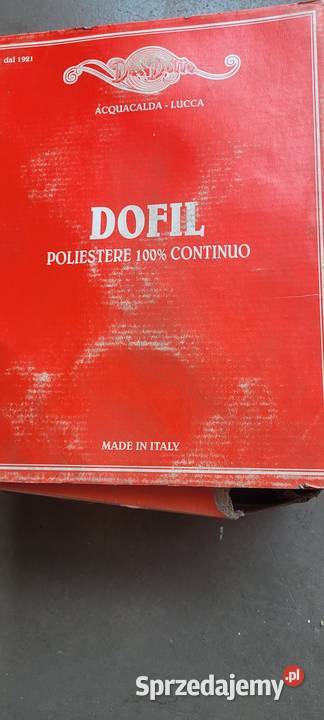 dal 1921
ACQUACALDA - LUCCA
DOFIL
POLIESTERE 100% CONTINUO
MADE IN ITALY
Sprzedajemy.pl